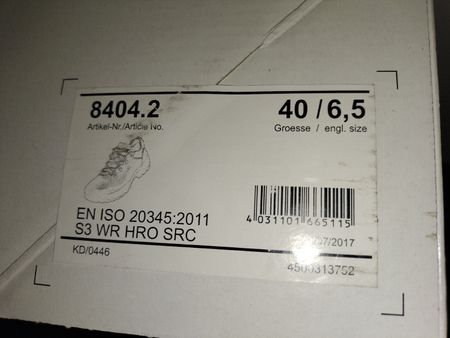 8404.2
Artikel-Nr./Article No.
40 / 6,5
Groesse / engl. size
EN ISO 20345:2011
S3 WR HRO SRC
4 031101 665115
KD/0446
/2017
4500313752